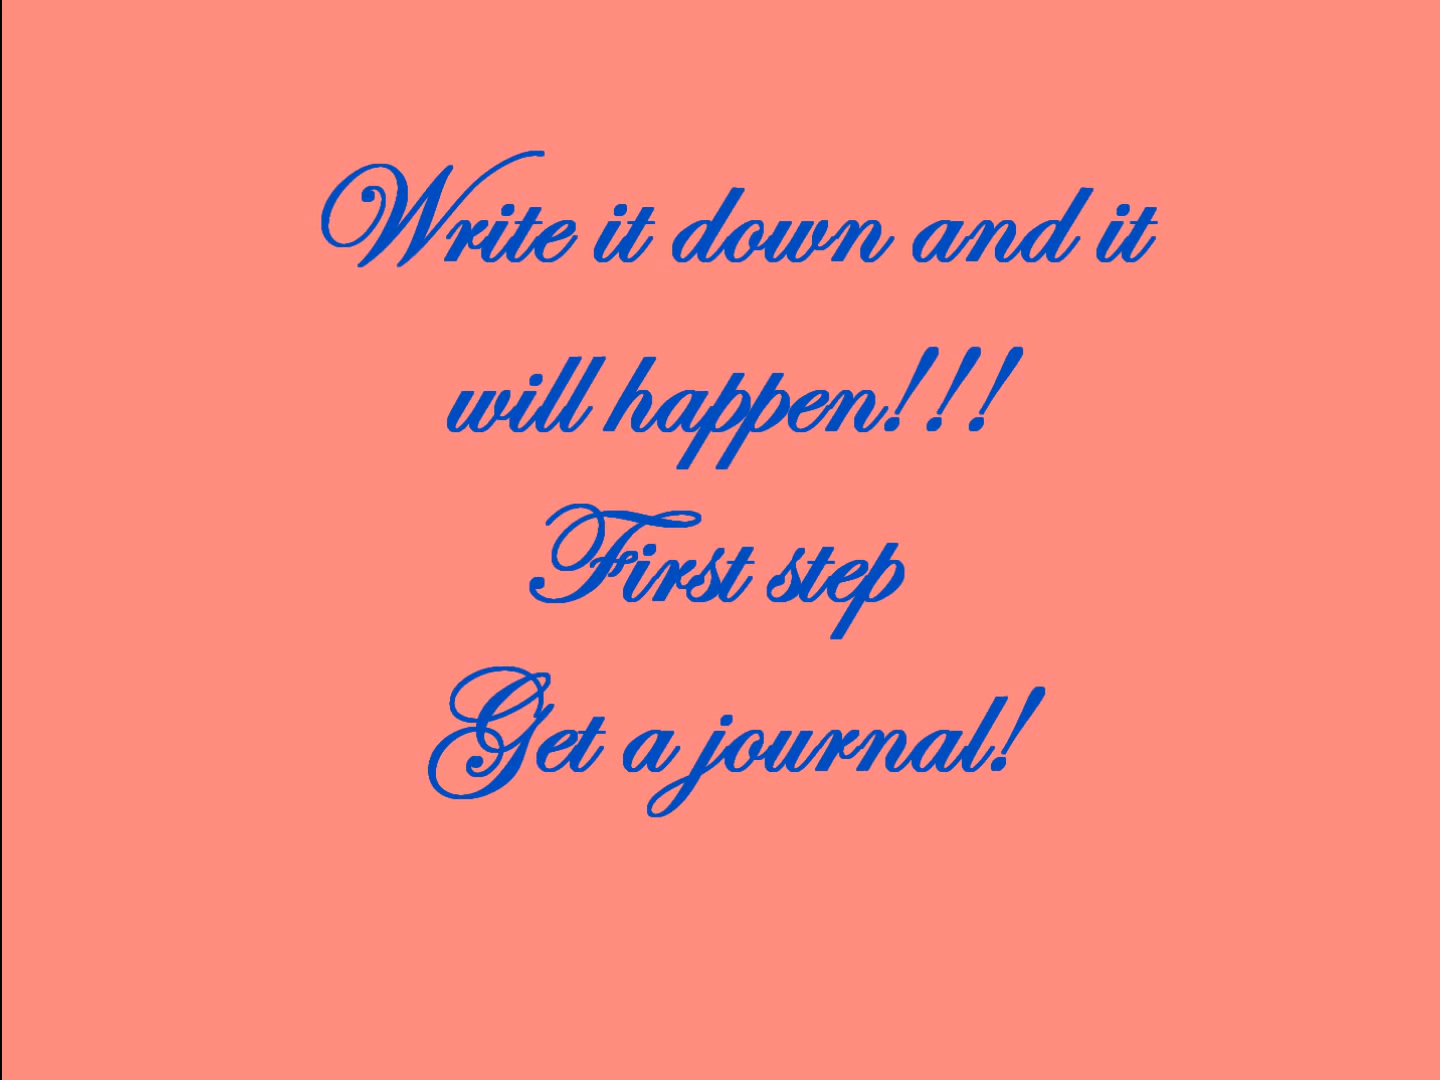 Write it down and it
will happen!!!
First step
Get a journal!